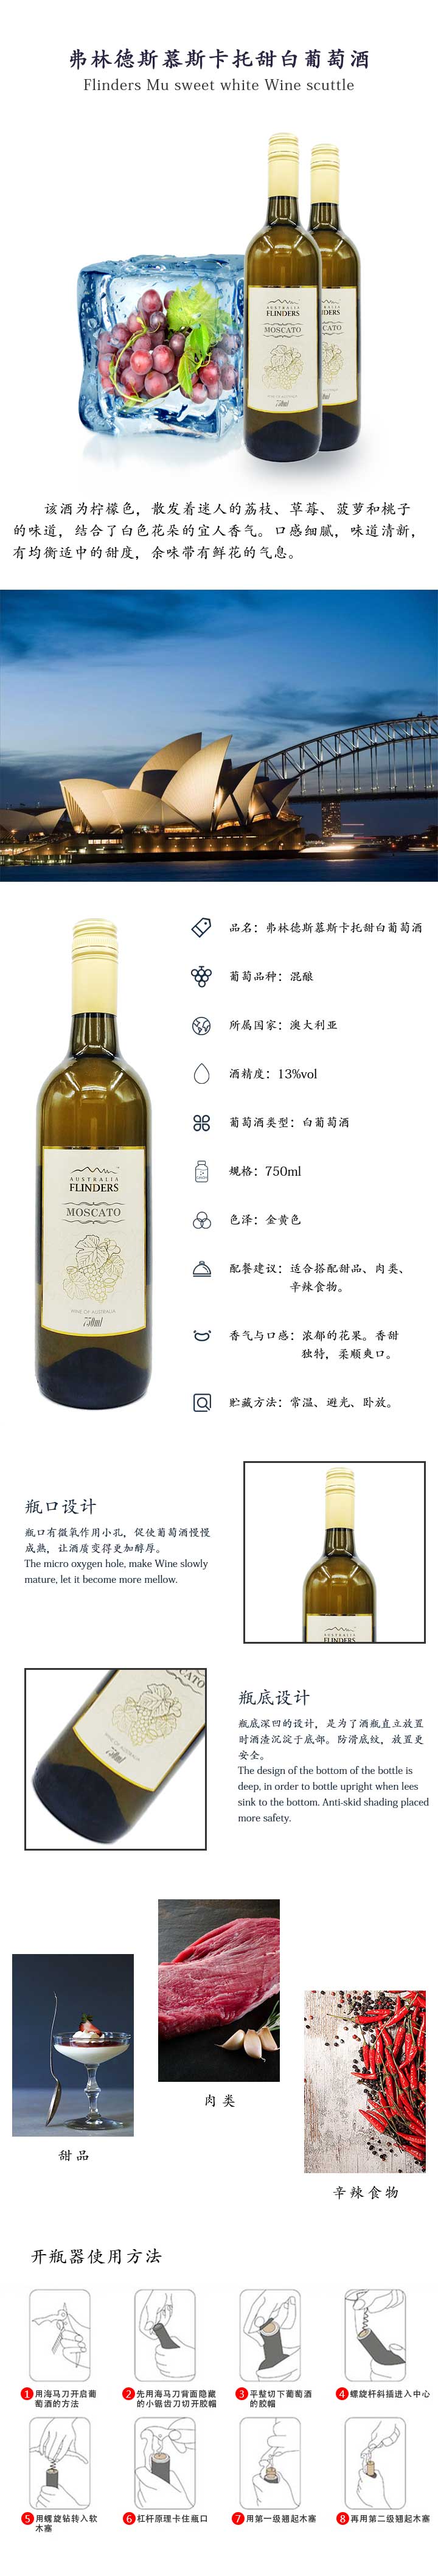 弗林德斯慕斯卡托甜白葡萄酒
Flinders Mu sweet white Wine scuttle
AUSTRALIA
FLINDERS
MOSCATO
WINE OF AUSTRALIA
750ml
该酒为柠檬色，散发着迷人的荔枝、草莓、菠萝和桃子
的味道，结合了白色花朵的宜人香气。口感细腻，味道清新，
有均衡适中的甜度，余味带有鲜花的气息。
品名：弗林德斯慕斯卡托甜白葡萄酒
葡萄品种：混酿
所属国家：澳大利亚
酒精度：13%vol
葡萄酒类型：白葡萄酒
规格：750ml
色泽：金黄色
配餐建议：适合搭配甜品、肉类、
辛辣食物。
香气与口感：浓郁的花果。香甜
独特，柔顺爽口。
贮藏方法：常温、避光、卧放。
AUSTRALIA
FLINDERS
MOSCATO
WINE OF AUSTRALIA
750ml
瓶口设计
瓶口有微氧作用小孔，促使葡萄酒慢慢
成熟，让酒质变得更加醇厚。
The micro oxygen hole, make Wine slowly
mature, let it become more mellow.
AUSTRALIA
FLINDERS
瓶底设计
瓶底深凹的设计，是为了酒瓶直立放置
时酒渣沉淀于底部。防滑底纹，放置更
安全。
The design of the bottom of the bottle is
deep, in order to bottle upright when lees
sink to the bottom. Anti-skid shading placed
more safety.
SCATO
WINE OF AUSTRALIA
750ml
甜品
肉类
辛辣食物
开瓶器使用方法
1 用海马刀开启葡
萄酒的方法
2 先用海马刀背面隐藏
的小锯齿刀切开胶帽
3 平整切下葡萄酒
的胶帽
4 螺旋杆斜插进入中心
5 用螺旋钻转入软
木塞
6 杠杆原理卡住瓶口
7 用第一级翘起木塞
8 再用第二级翘起木塞